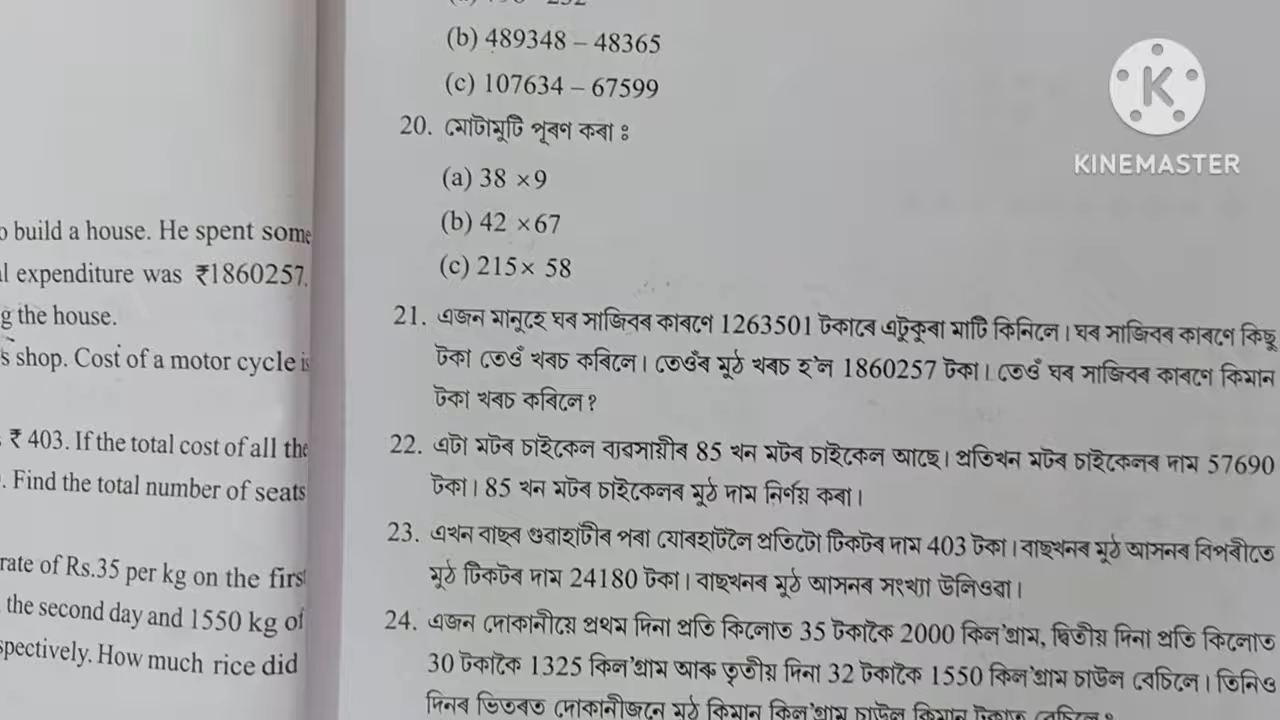 o build a house. He spent some
l expenditure was ₹1860257.
g the house.
s shop. Cost of a motor cycle is
₹ 403. If the total cost of all the
. Find the total number of seats
rate of Rs.35 per kg on the first
the second day and 1550 kg of
spectively. How much rice did
(b) 489348 – 48365
(c) 107634 – 67599
20. মোটামুটি পূৰণ কৰা ঃ
(a) 38 ×9
(b) 42 ×67
(c) 215× 58
21. এজন মানুহে ঘৰ সাজিবৰ কাৰণে 1263501 টকাৰে এটুকুৰা মাটি কিনিলে। ঘৰ সাজিবৰ কাৰণে কিছু
টকা তেওঁ খৰচ কৰিলে। তেওঁৰ মুঠ খৰচ হ'ল 1860257 টকা। তেওঁ ঘৰ সাজিবৰ কাৰণে কিমান
টকা খৰচ কৰিলে?
22. এটা মটৰ চাইকেল ব্যৱসায়ীৰ 85 খন মটৰ চাইকেল আছে। প্ৰতিখন মটৰ চাইকেলৰ দাম 57690
টকা। 85 খন মটৰ চাইকেলৰ মুঠ দাম নিৰ্ণয় কৰা।
23. এখন বাছৰ গুৱাহাটীৰ পৰা যোৰহাটলৈ প্ৰতিটো টিকটৰ দাম 403 টকা। বাছখনৰ মুঠ আসনৰ বিপৰীতে
মুঠ টিকটৰ দাম 24180 টকা। বাছখনৰ মুঠ আসনৰ সংখ্যা উলিওৱা।
24. এজন দোকানীয়ে প্ৰথম দিনা প্ৰতি কিলোত 35 টকাকৈ 2000 কিল'গ্ৰাম, দ্বিতীয় দিনা প্ৰতি কিলোত
30 টকাকৈ 1325 কিল'গ্ৰাম আৰু তৃতীয় দিনা 32 টকাকৈ 1550 কিল'গ্ৰাম চাউল বেচিলে। তিনিও
দিনৰ ভিতৰত দোকানীজনে মুঠ কিমান কিল'গ্ৰাম চাউল কিমান টকাত বেচিলে?
K
KINEMASTER